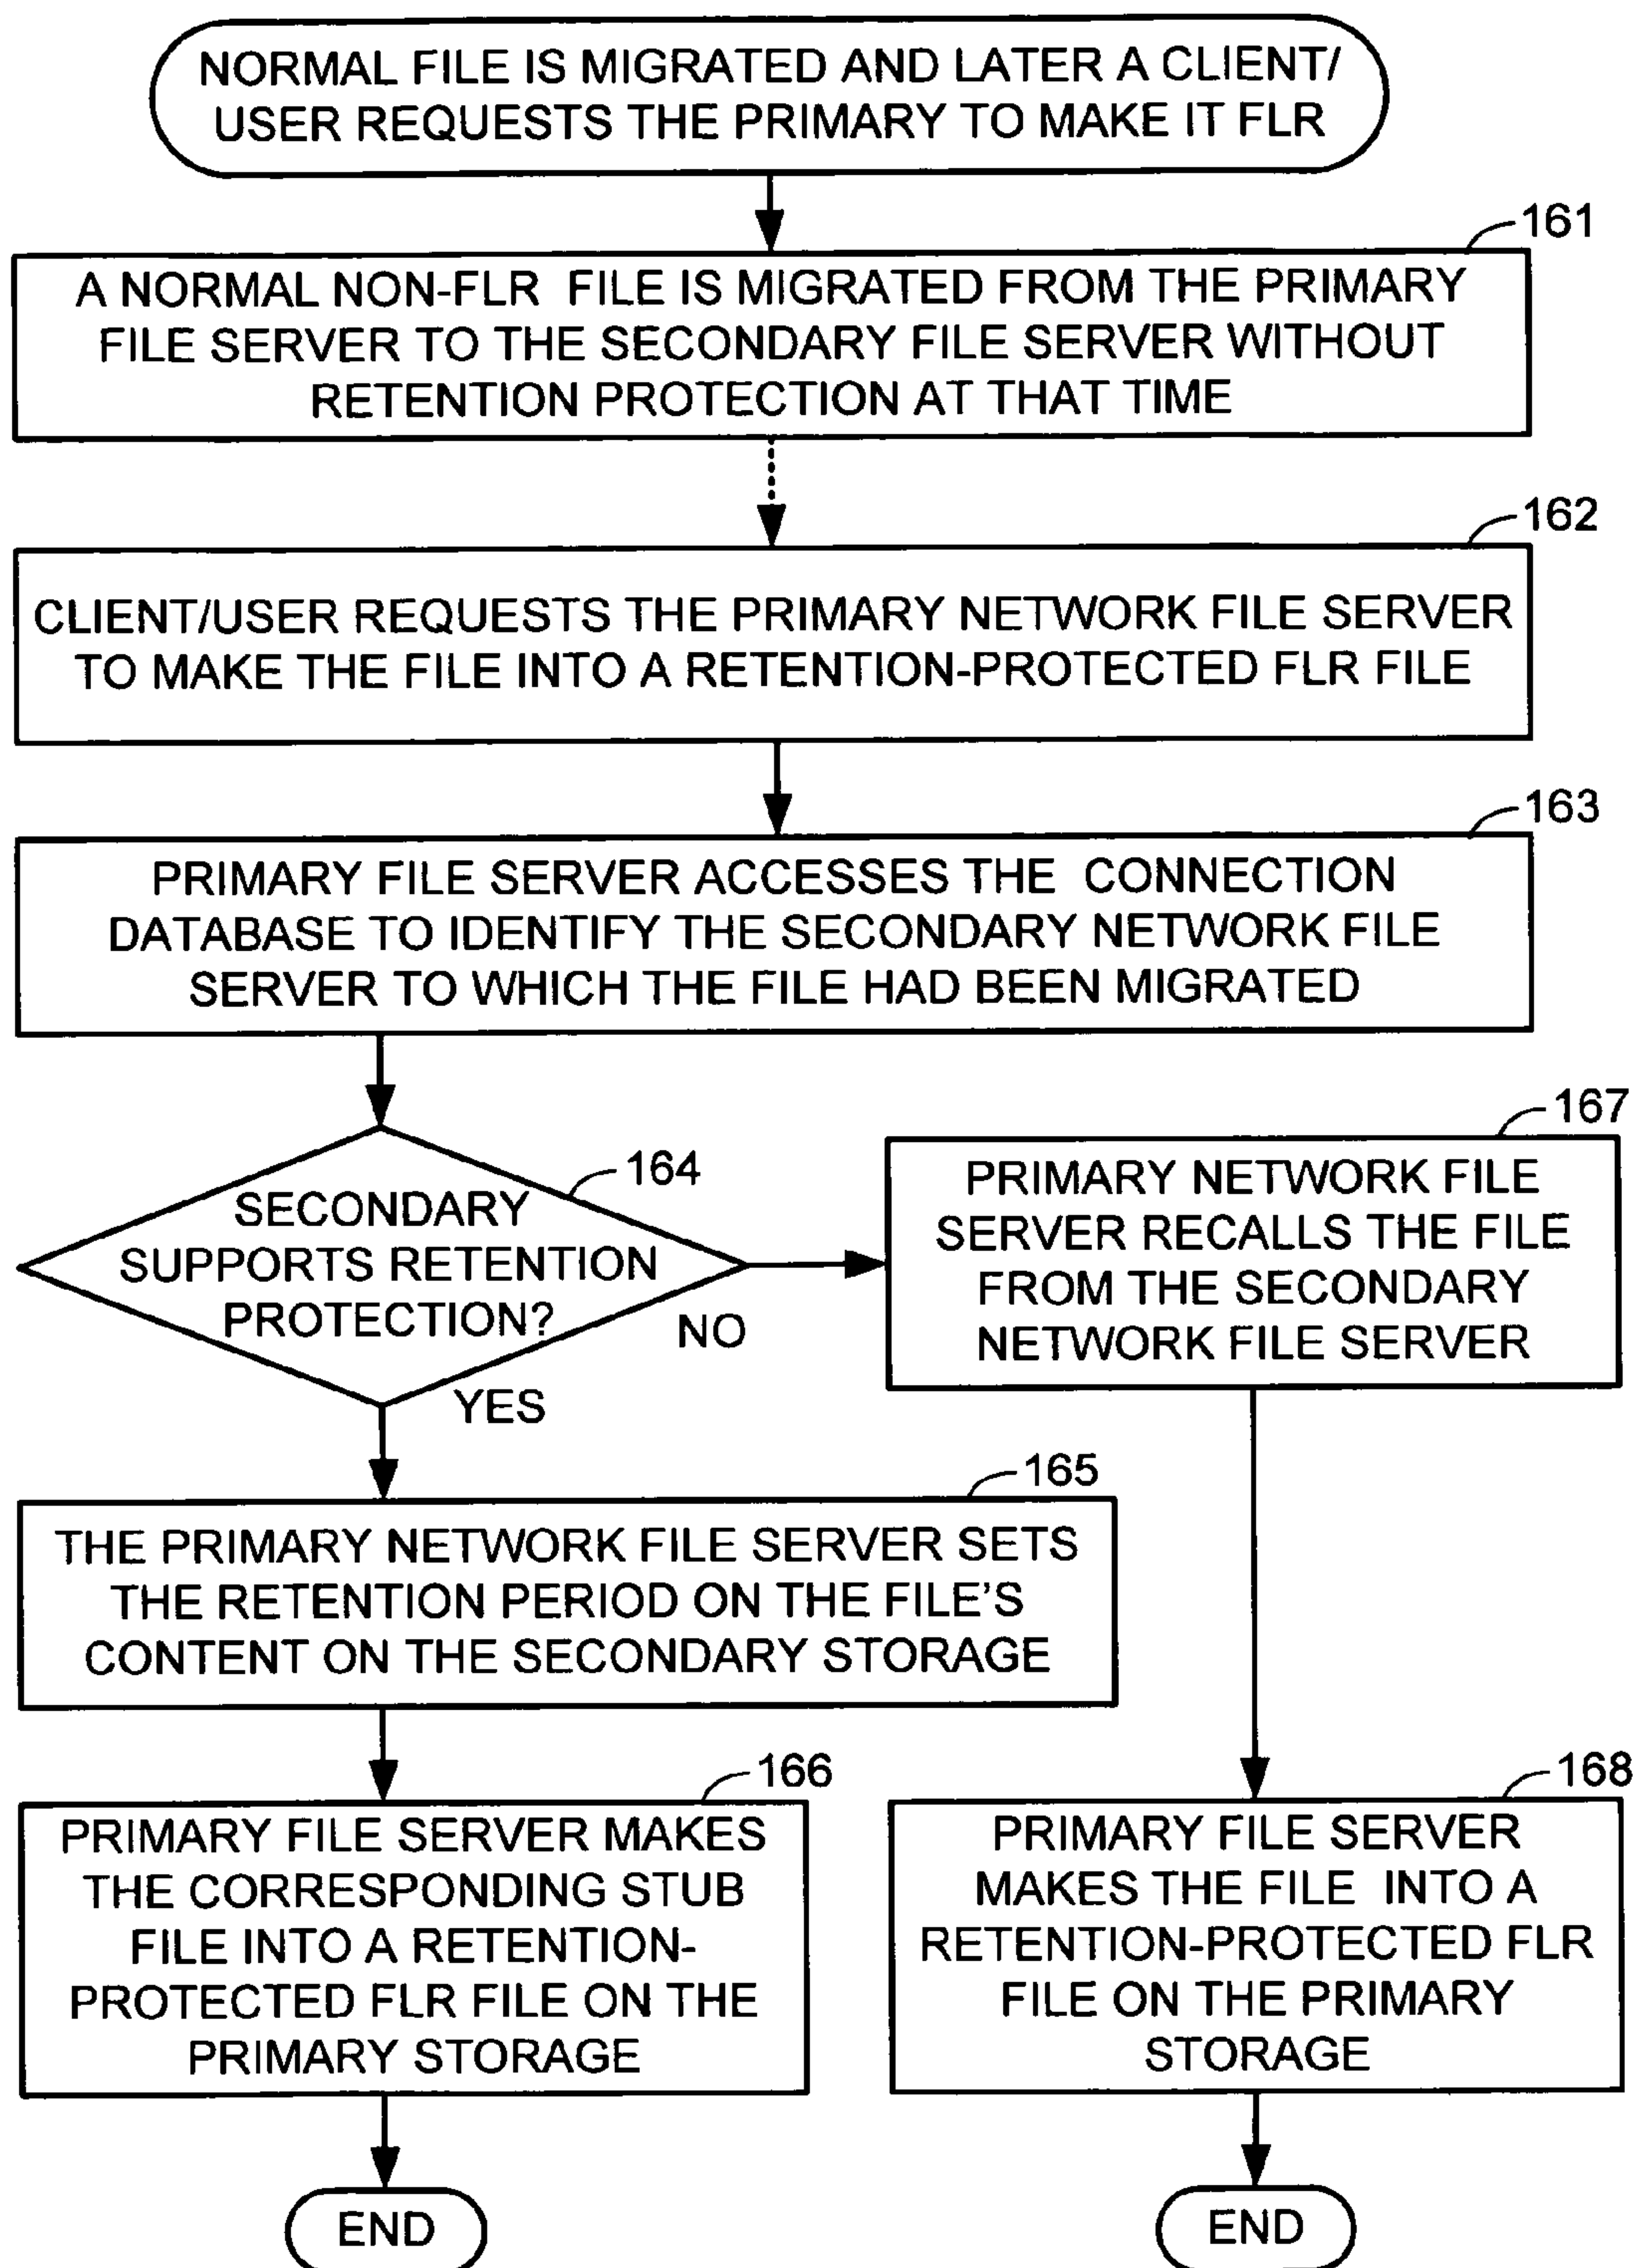 NORMAL FILE IS MIGRATED AND LATER A CLIENT/
USER REQUESTS THE PRIMARY TO MAKE IT FLR
161
A NORMAL NON-FLR FILE IS MIGRATED FROM THE PRIMARY
FILE SERVER TO THE SECONDARY FILE SERVER WITHOUT
RETENTION PROTECTION AT THAT TIME
162
CLIENT/USER REQUESTS THE PRIMARY NETWORK FILE SERVER
TO MAKE THE FILE INTO A RETENTION-PROTECTED FLR FILE
163
PRIMARY FILE SERVER ACCESSES THE CONNECTION
DATABASE TO IDENTIFY THE SECONDARY NETWORK FILE
SERVER TO WHICH THE FILE HAD BEEN MIGRATED
164
SECONDARY
SUPPORTS RETENTION
PROTECTION?
NO
YES
167
PRIMARY NETWORK FILE
SERVER RECALLS THE FILE
FROM THE SECONDARY
NETWORK FILE SERVER
165
THE PRIMARY NETWORK FILE SERVER SETS
THE RETENTION PERIOD ON THE FILE'S
CONTENT ON THE SECONDARY STORAGE
166
PRIMARY FILE SERVER MAKES
THE CORRESPONDING STUB
FILE INTO A RETENTION-
PROTECTED FLR FILE ON THE
PRIMARY STORAGE
168
PRIMARY FILE SERVER
MAKES THE FILE INTO A
RETENTION-PROTECTED FLR
FILE ON THE PRIMARY
STORAGE
END
END